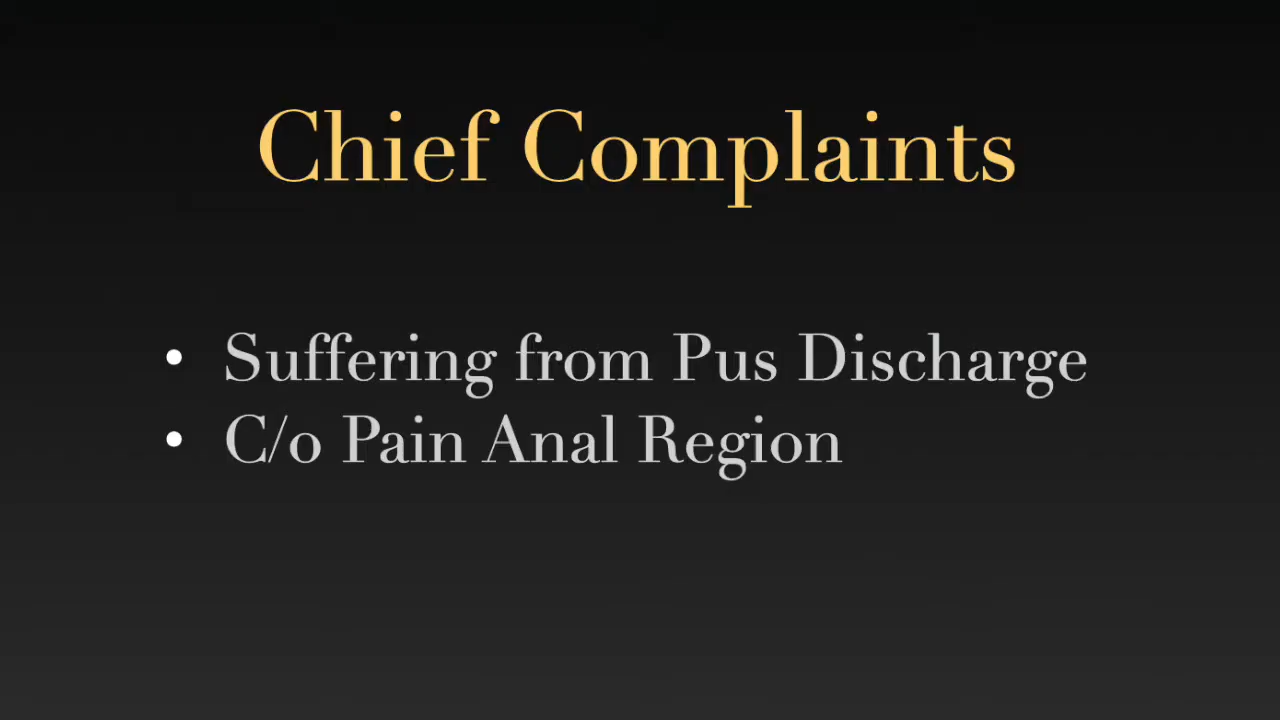 Chief Complaints
• Suffering from Pus Discharge
• C/o Pain Anal Region